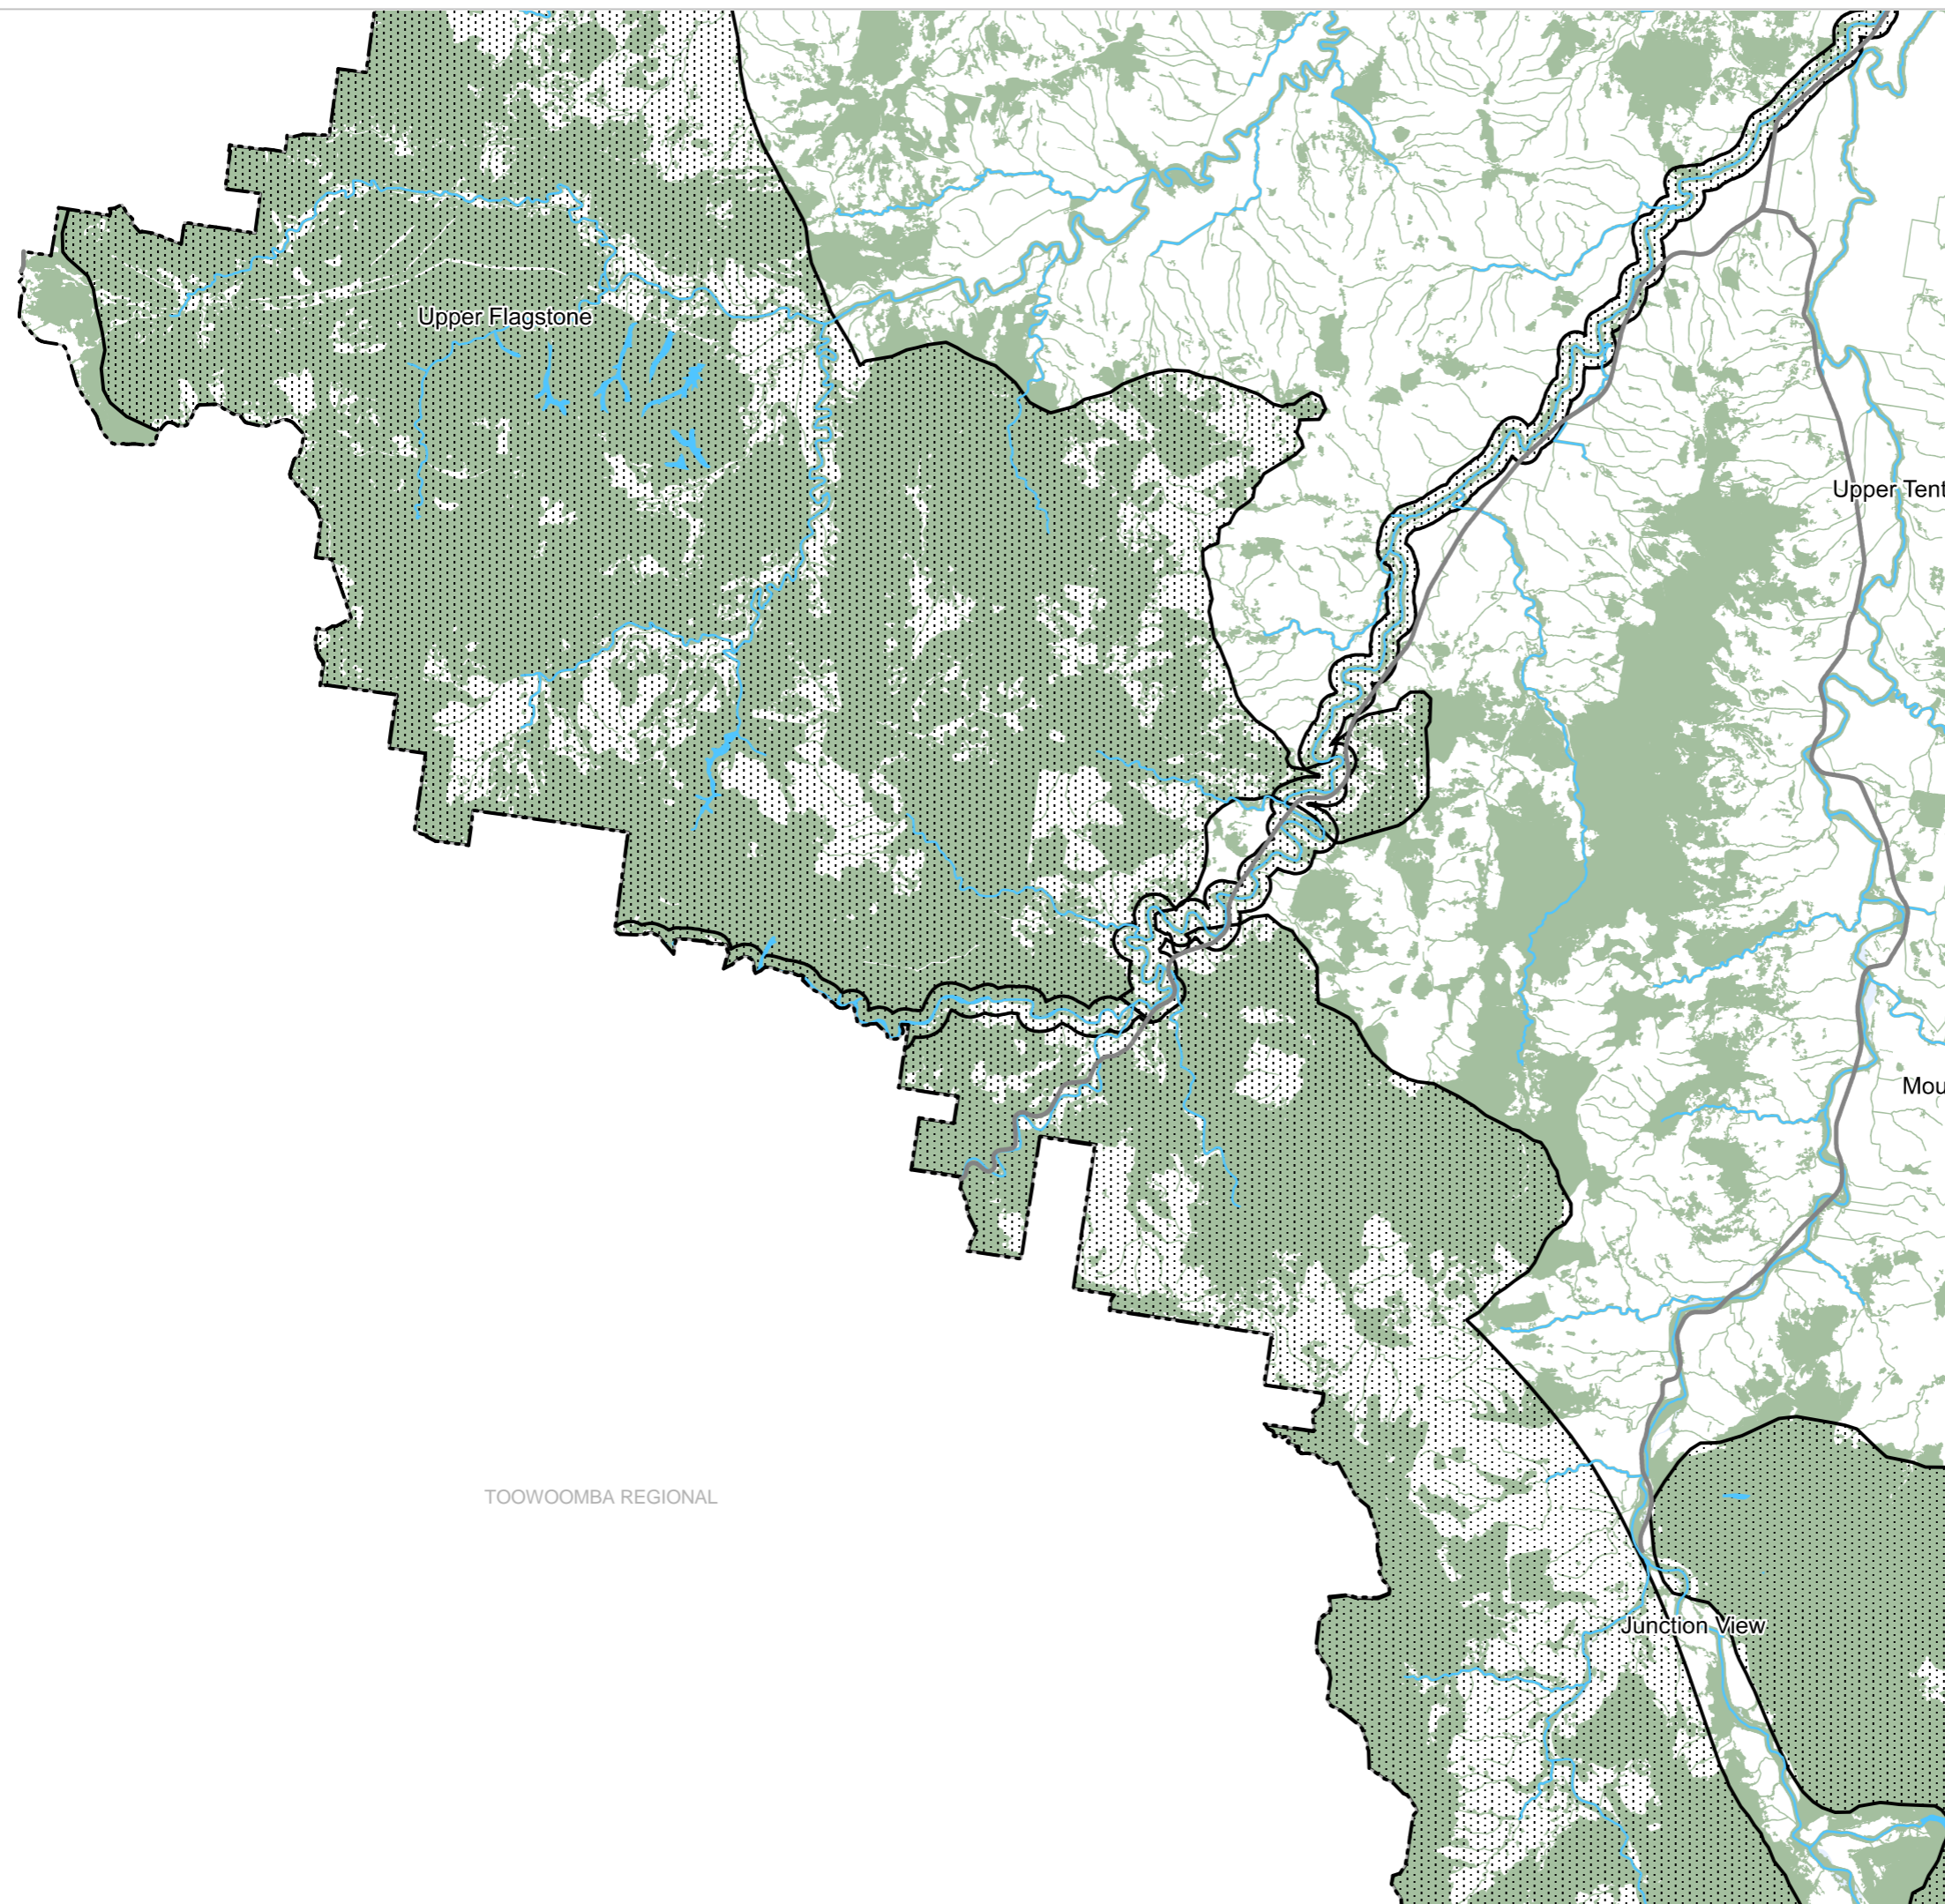 Upper Flagstone
Upper Tent
Mou
TOOWOOMBA REGIONAL
Junction View